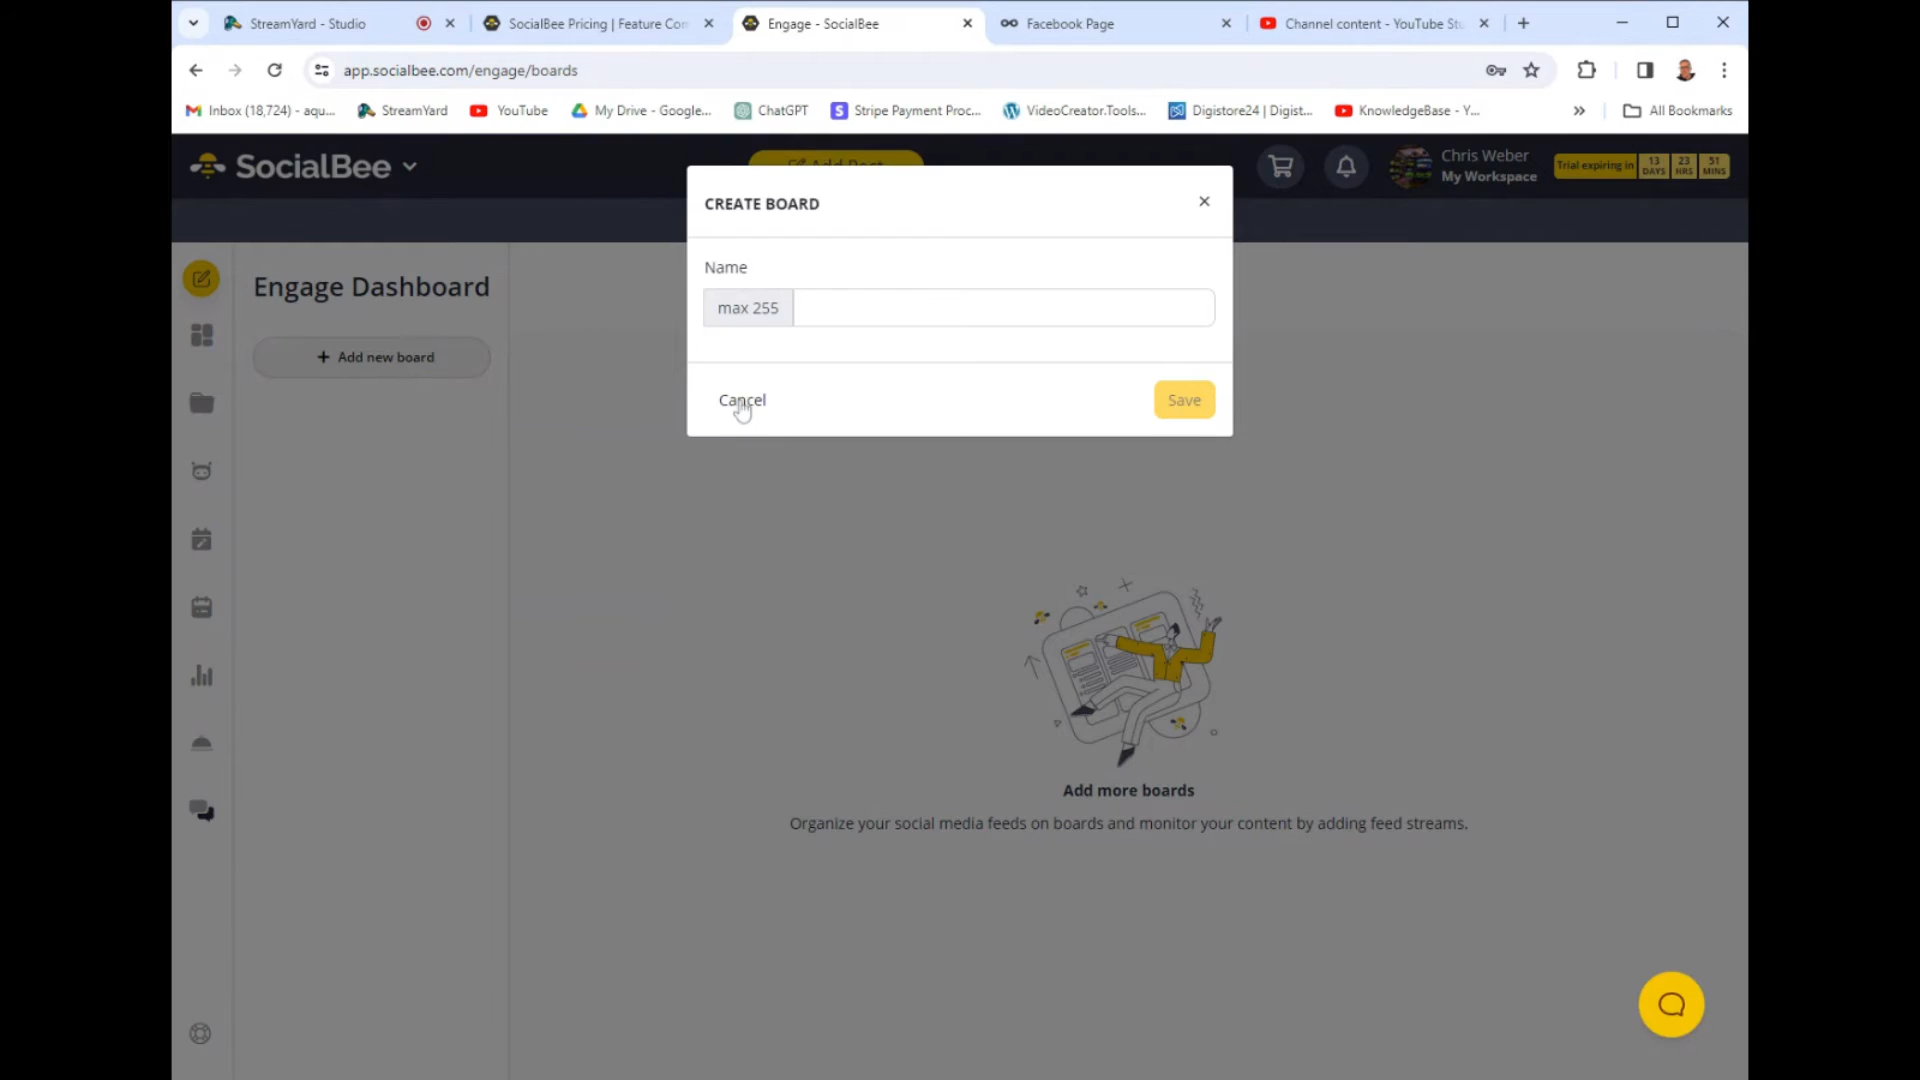 StreamYard - Studio
SocialBee Pricing | Feature Com
Engage - SocialBee
Facebook Page
Channel content - YouTube Stu
app.socialbee.com/engage/boards
Inbox (18,724) - aqu...
StreamYard
YouTube
My Drive - Google...
ChatGPT
Stripe Payment Proc...
VideoCreator.Tools...
Digistore24 | Digist...
KnowledgeBase - Y...
All Bookmarks
SocialBee
Add Post
Chris Weber
My Workspace
Trial expiring in
13 DAYS
23 HRS
51 MINS
CREATE BOARD
Name
max 255
Cancel
Save
Engage Dashboard
+ Add new board
Add more boards
Organize your social media feeds on boards and monitor your content by adding feed streams.